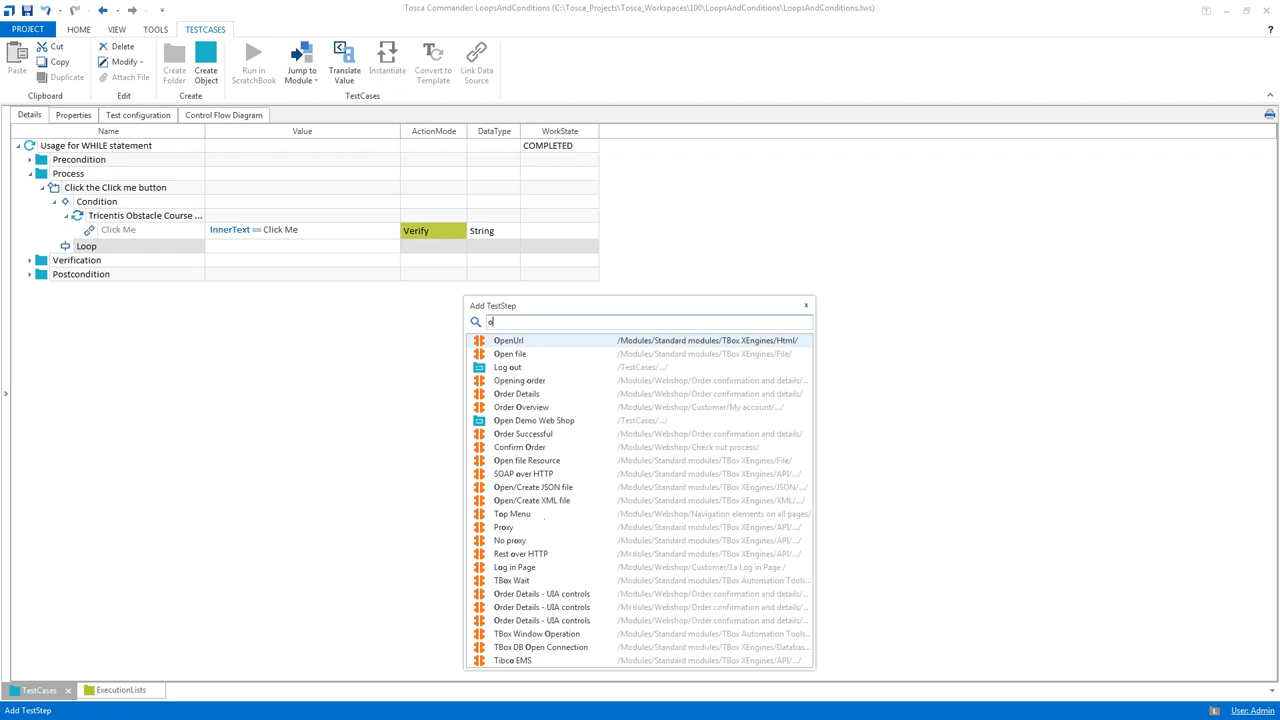 Tosca Commander: LoopsAndConditions (C:\Tosca_Projects\Tosca_Workspaces\100\LoopsAndConditions\LoopsAndConditions.tws)
PROJECT HOME VIEW TOOLS TESTCASES ?
Paste Cut Copy Duplicate
Delete Modify Attach File
Create Folder Create Object
Run in ScratchBook Jump to Module Translate Value Instantiate Convert to Template Link Data Source
Clipboard Edit Create TestCases
Details Properties Test configuration Control Flow Diagram
Name Value ActionMode DataType WorkState
Usage for WHILE statement COMPLETED
Precondition
Process
Click the Click me button
Condition
Tricentis Obstacle Course ...
Click Me InnerText == Click Me Verify String
Loop
Verification
Postcondition
Add TestStep x
o
OpenUrl /Modules/Standard modules/TBox XEngines/Html/
Open file /Modules/Standard modules/TBox XEngines/File/
Log out /TestCases/.../
Opening order /Modules/Webshop/Order confirmation and details/...
Order Details /Modules/Webshop/Order confirmation and details/
Order Overview /Modules/Webshop/Customer/My account/.../
Open Demo Web Shop /TestCases/.../
Order Successful /Modules/Webshop/Order confirmation and details/
Confirm Order /Modules/Webshop/Check out process/
Open file Resource /Modules/Standard modules/TBox XEngines/File/
SOAP over HTTP /Modules/Standard modules/TBox XEngines/API/.../
Open/Create JSON file /Modules/Standard modules/TBox XEngines/JSON/.../
Open/Create XML file /Modules/Standard modules/TBox XEngines/XML/.../
Top Menu /Modules/Webshop/Navigation elements on all pages/
Proxy /Modules/Standard modules/TBox XEngines/API/.../
No proxy /Modules/Standard modules/TBox XEngines/API/.../
Rest over HTTP /Modules/Standard modules/TBox XEngines/API/.../
Log in Page /Modules/Webshop/Customer/1a Log in Page./
TBox Wait /Modules/Standard modules/TBox Automation Tools...
Order Details - UIA controls /Modules/Webshop/Order confirmation and details/...
Order Details - UIA controls /Modules/Webshop/Order confirmation and details/...
Order Details - UIA controls /Modules/Webshop/Order confirmation and details/...
TBox Window Operation /Modules/Standard modules/TBox Automation Tools...
TBox DB Open Connection /Modules/Standard modules/TBox XEngines/Databas...
Tibco EMS /Modules/Standard modules/TBox XEngines/API/.../
TestCases x ExecutionLists
Add TestStep User: Admin